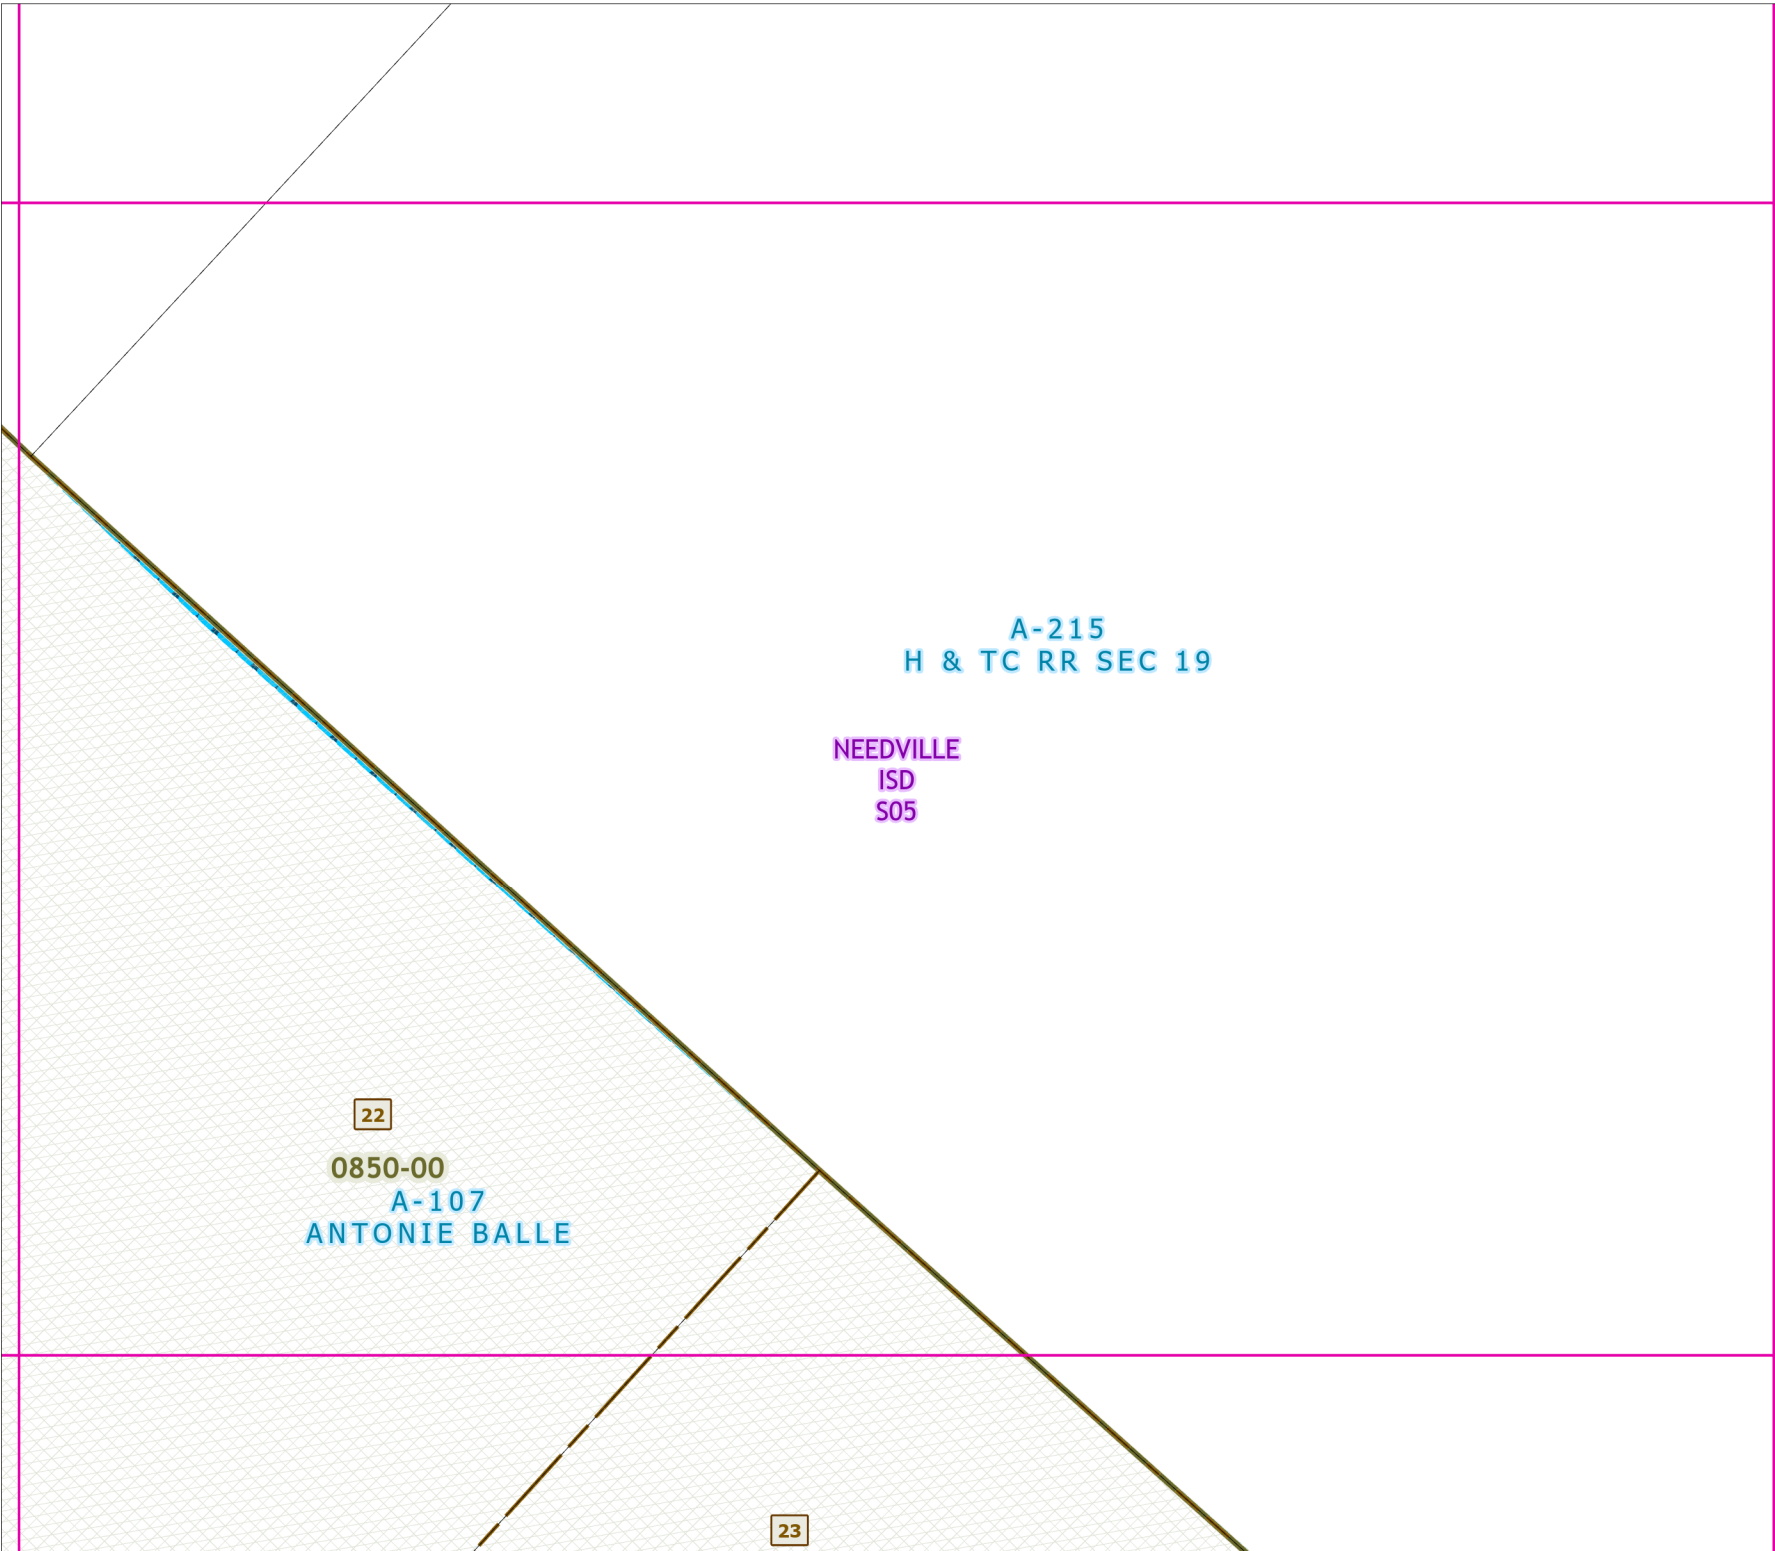 A-215
H & TC RR SEC 19
NEEDVILLE
ISD
S05
22
0850-00
A-107
ANTONIE BALLE
23